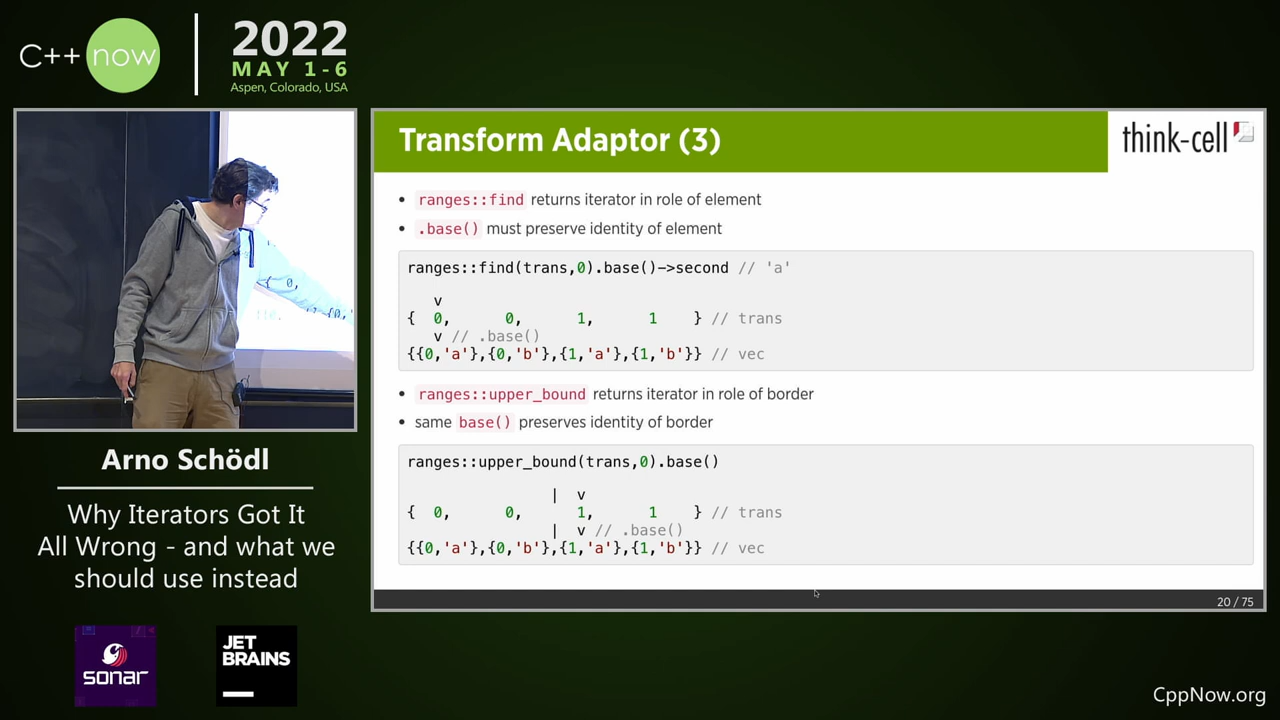 C++ now
2022
MAY 1-6
Aspen, Colorado, USA
Transform Adaptor (3)
think-cell
• ranges::find returns iterator in role of element
• .base() must preserve identity of element
ranges::find(trans,0).base()->second // 'a'
v
{ 0, 0, 1, 1 } // trans
v // .base()
{{0,'a'},{0,'b'},{1,'a'},{1,'b'}} // vec
• ranges::upper_bound returns iterator in role of border
• same base() preserves identity of border
ranges::upper_bound(trans,0).base()
| v
{ 0, 0, 1, 1 } // trans
| v // .base()
{{0,'a'},{0,'b'},{1,'a'},{1,'b'}} // vec
20 / 75
Arno Schödl
Why Iterators Got It
All Wrong - and what we
should use instead
sonar
JET
BRAINS
CppNow.org